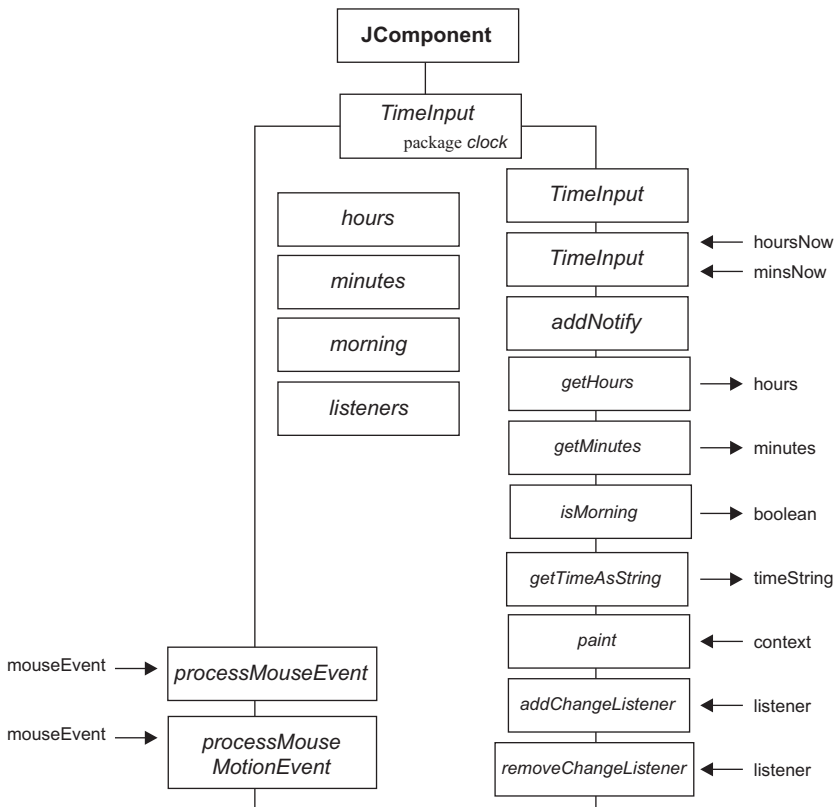 JComponent
TimeInput
package clock
TimeInput
hours
hoursNow
TimeInput
minsNow
minutes
addNotify
morning
getHours
hours
listeners
getMinutes
minutes
isMorning
boolean
getTimeAsString
timeString
paint
context
mouseEvent
processMouseEvent
addChangeListener
listener
mouseEvent
processMouse
MotionEvent
removeChangeListener
listener